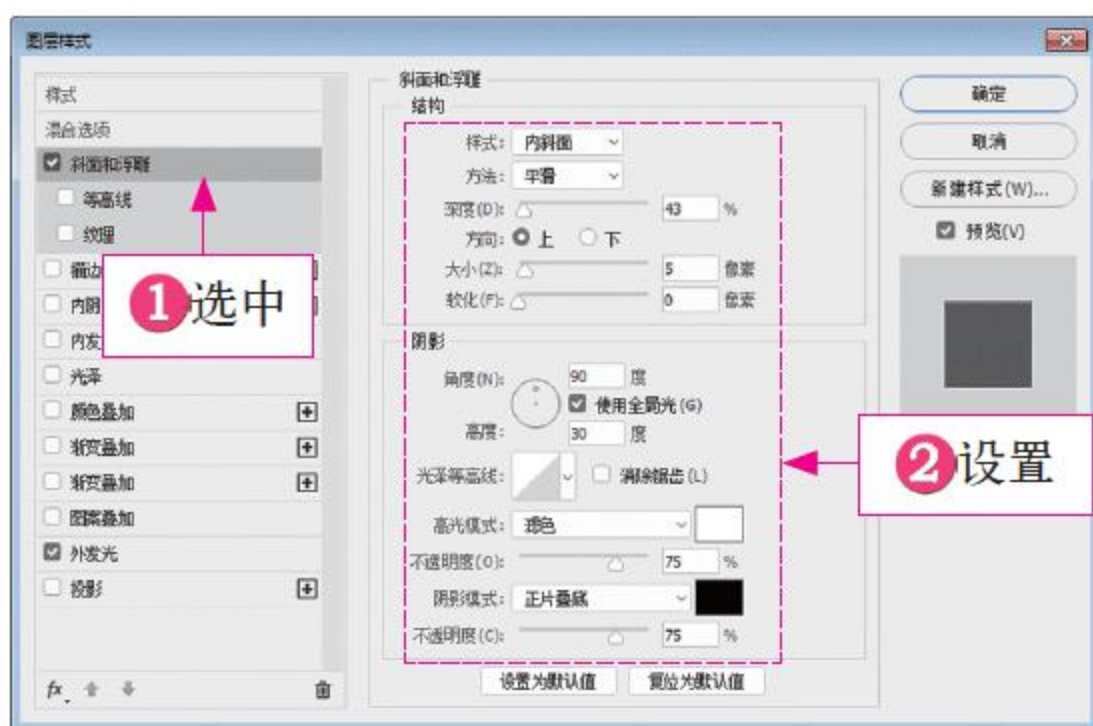 图层样式
样式
混合选项
斜面和浮雕
等高线
纹理
描边
内阴
内发
光泽
颜色叠加
渐变叠加
渐变叠加
图案叠加
外发光
投影
fx
1选中
斜面和浮雕
结构
样式: 内斜面
方法: 平滑
深度(D): 43 %
方向: 上 下
大小(Z): 5 像素
软化(F): 0 像素
阴影
角度(N): 90 度
使用全局光(G)
高度: 30 度
光泽等高线: 消除锯齿(L)
高光模式: 滤色
不透明度(O): 75 %
阴影模式: 正片叠底
不透明度(C): 75 %
设置为默认值 复位为默认值
确定
取消
新建样式(W)...
预览(V)
2设置